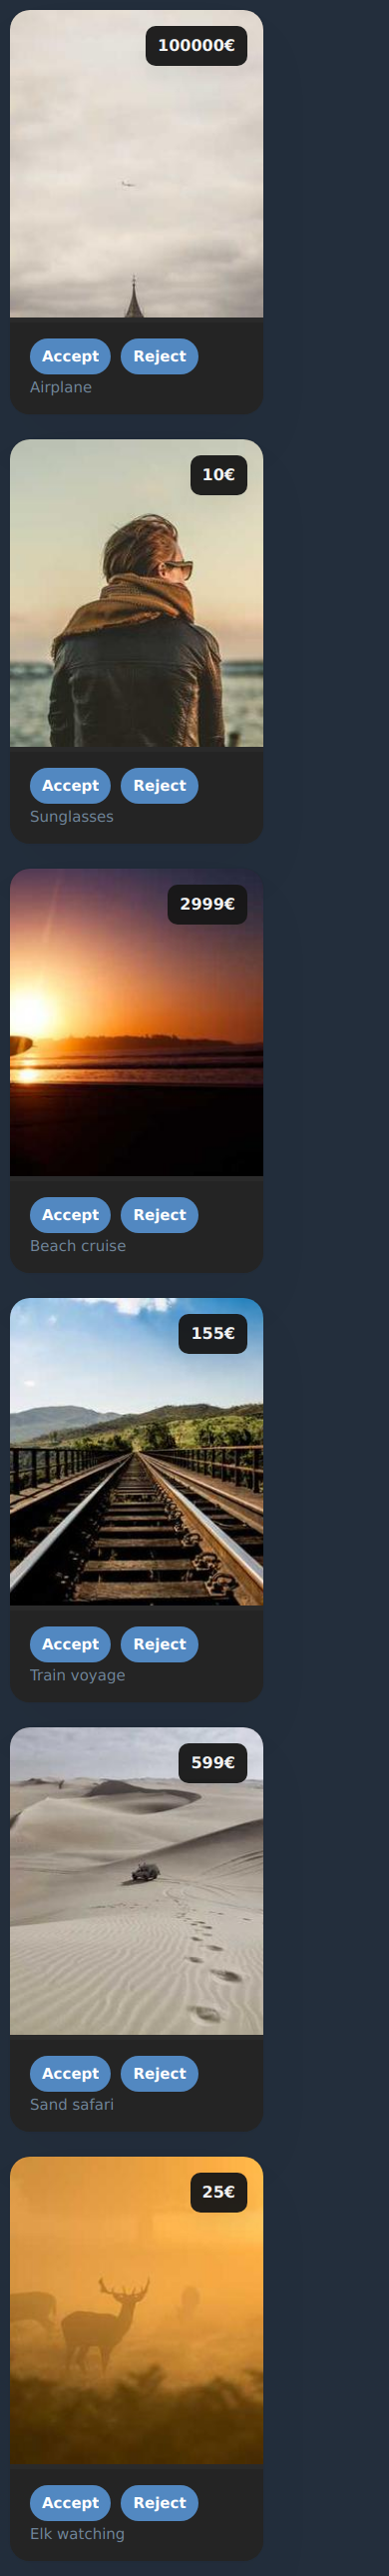 100000€
Accept Reject
Airplane
10€
Accept Reject
Sunglasses
2999€
Accept Reject
Beach cruise
155€
Accept Reject
Train voyage
599€
Accept Reject
Sand safari
25€
Accept Reject
Elk watching